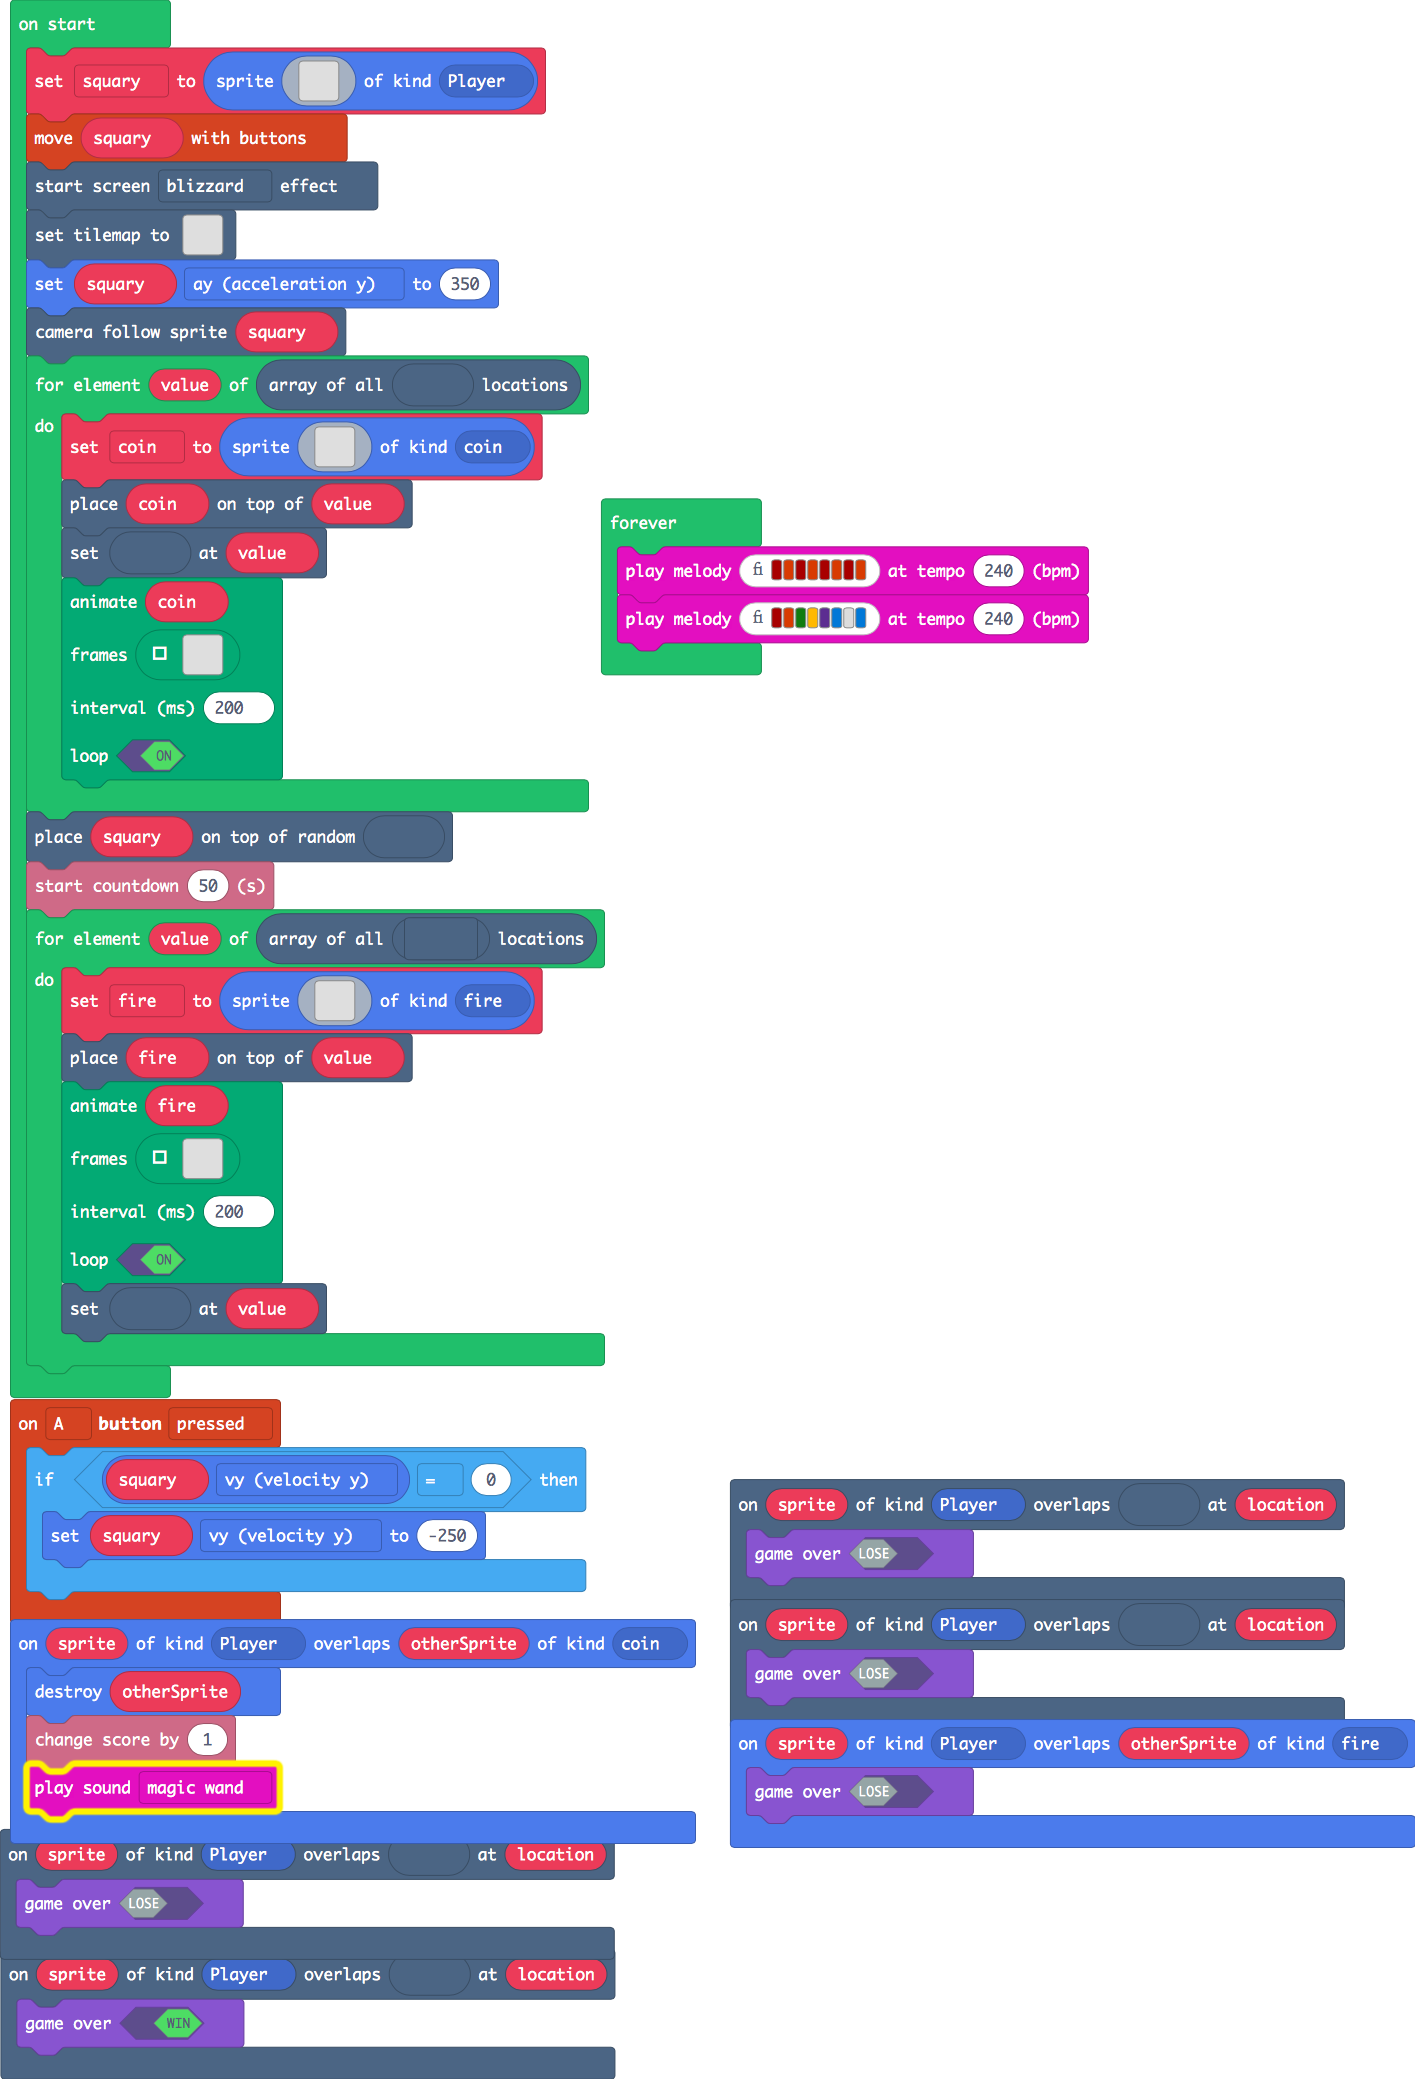 on start
set squary to sprite of kind Player
move squary with buttons
start screen blizzard effect
set tilemap to
set squary ay (acceleration y) to 350
camera follow sprite squary
for element value of array of all locations
do
set coin to sprite of kind coin
place coin on top of value
set at value
animate coin
frames
interval (ms) 200
loop ON
place squary on top of random
start countdown 50 (s)
for element value of array of all locations
do
set fire to sprite of kind fire
place fire on top of value
animate fire
frames
interval (ms) 200
loop ON
set at value
forever
play melody at tempo 240 (bpm)
play melody at tempo 240 (bpm)
on A button pressed
if squary vy (velocity y) = 0 then
set squary vy (velocity y) to -250
on sprite of kind Player overlaps otherSprite of kind coin
destroy otherSprite
change score by 1
play sound magic wand
on sprite of kind Player overlaps at location
game over LOSE
on sprite of kind Player overlaps at location
game over WIN
on sprite of kind Player overlaps at location
game over LOSE
on sprite of kind Player overlaps at location
game over LOSE
on sprite of kind Player overlaps otherSprite of kind fire
game over LOSE